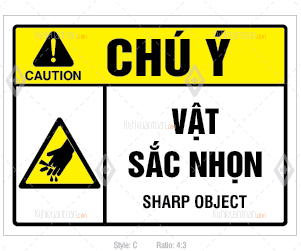 CHÚ Ý
CAUTION
VẬT
SẮC NHỌN
SHARP OBJECT
Style: C
Ratio: 4:3